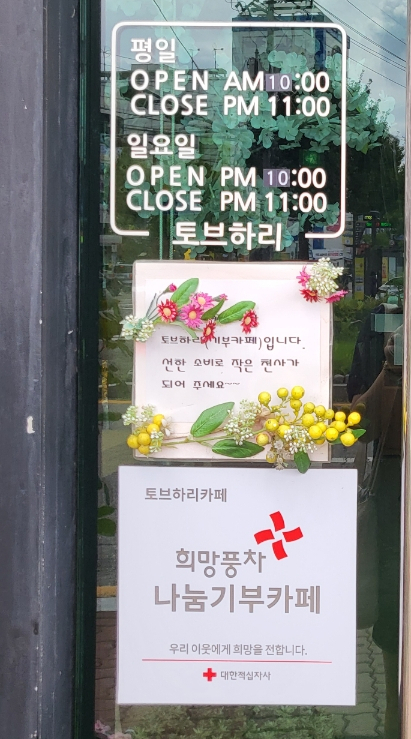 평일
OPEN AM 10:00
CLOSE PM 11:00
일요일
OPEN PM 10:00
CLOSE PM 11:00
토브하리
토브하리(기부카페)입니다.
선한 소비로 작은 천사가
되어 주세요~~
토브하리카페
희망풍차
나눔기부카페
우리 이웃에게 희망을 전합니다.
대한적십자사